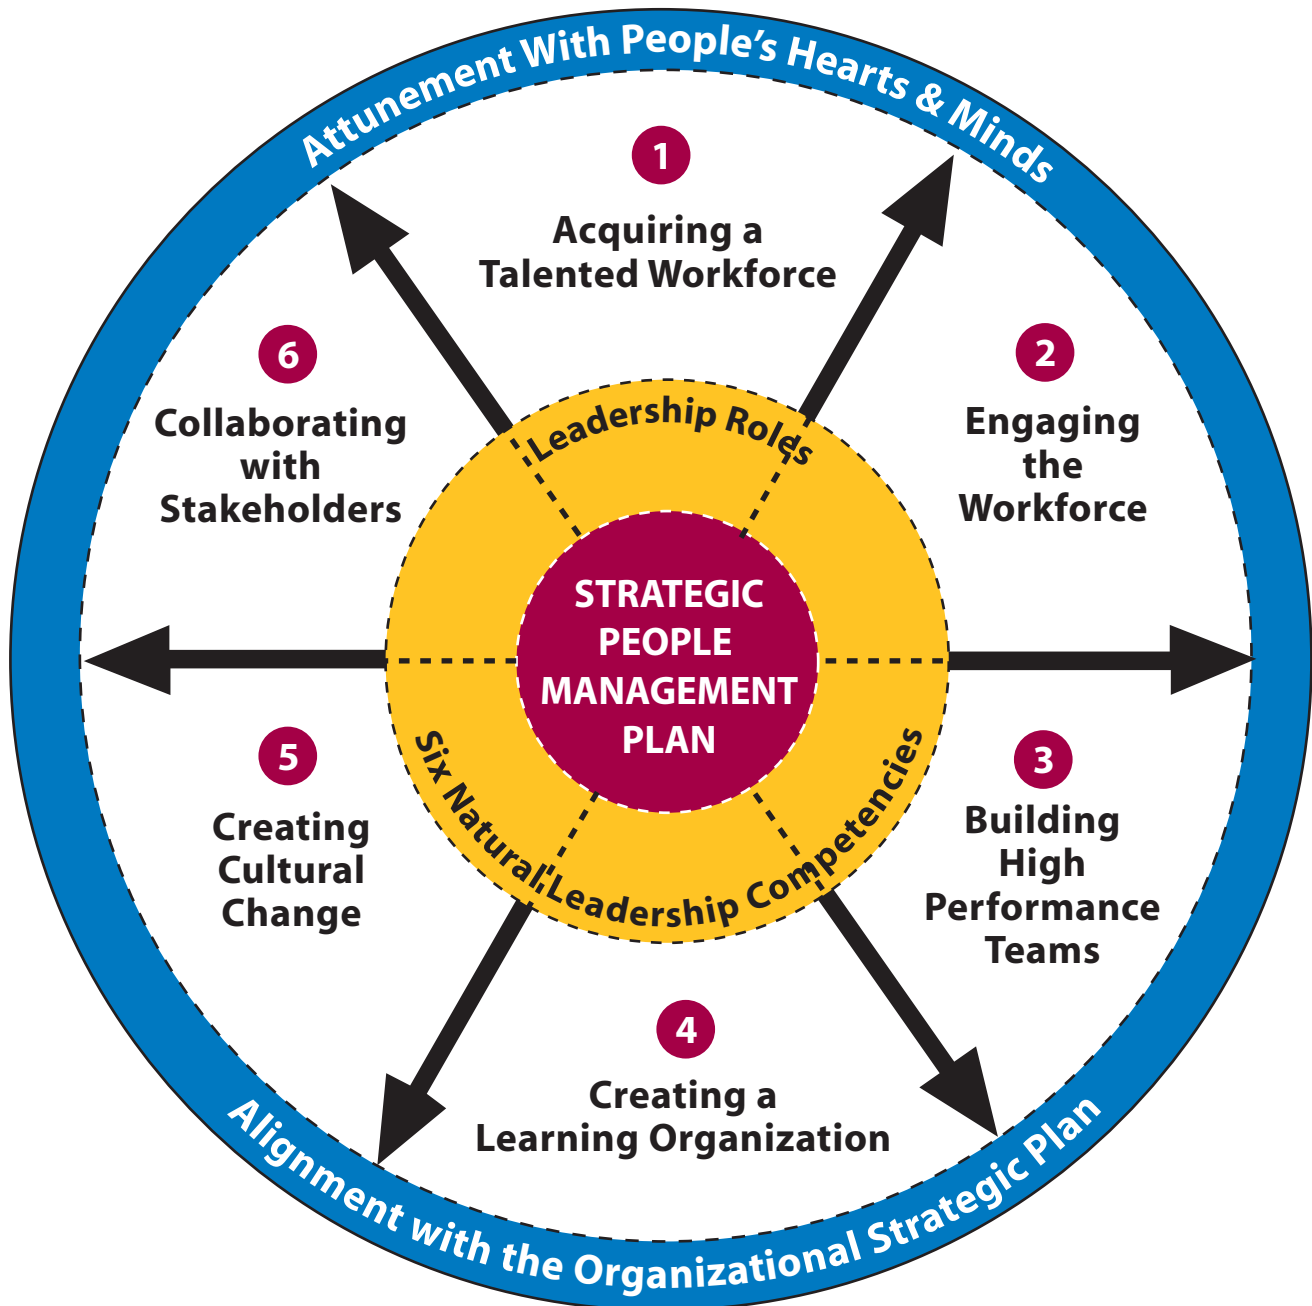 Attunement With People's Hearts & Minds
1
Acquiring a
Talented Workforce
2
Engaging
the
Workforce
3
Building
High
Performance
Teams
4
Creating a
Learning Organization
5
Creating
Cultural
Change
6
Collaborating
with
Stakeholders
Leadership Roles
STRATEGIC
PEOPLE
MANAGEMENT
PLAN
Six Natural Leadership Competencies
Alignment with the Organizational Strategic Plan